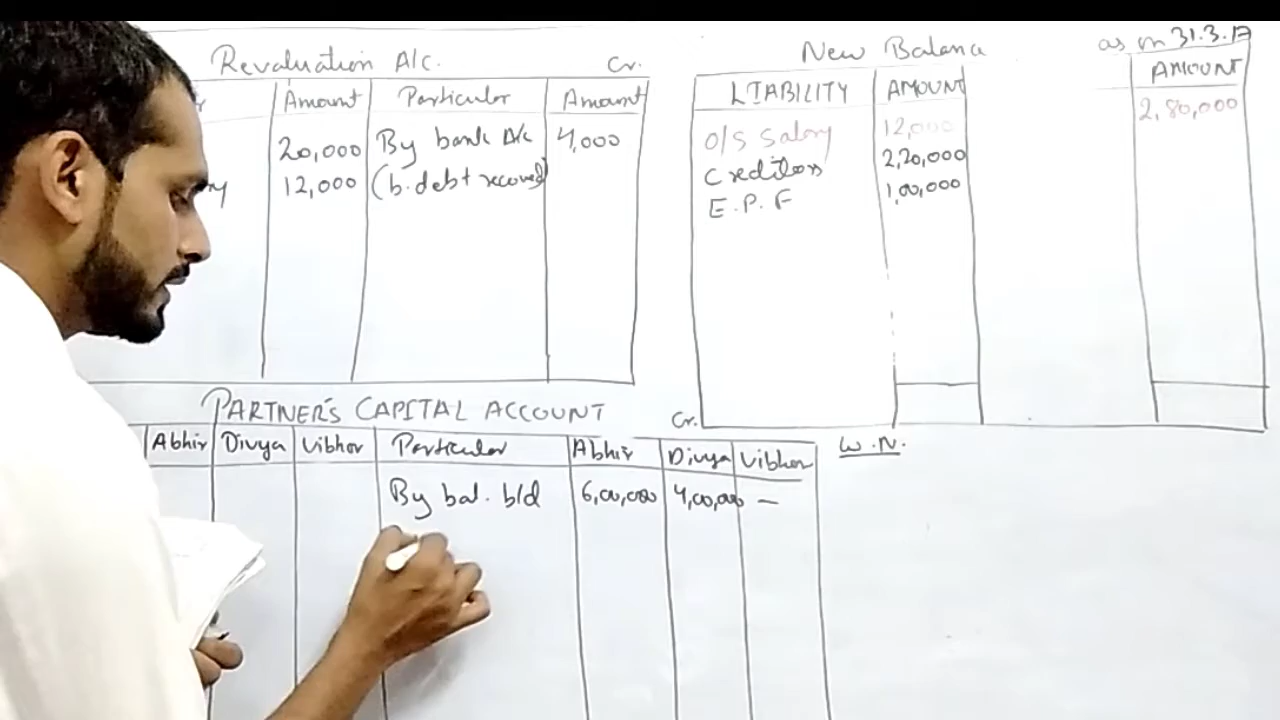 Revaluation A/c. Cr.
Amount Particular Amount
20,000 By bank A/c 4,000
12,000 (b. debt recoved)
New Balanc as on 31.3.17
LIABILITY AMOUNT AMOUNT
O/S Salary 12,000 2,80,000
Creditors 2,20,000
E.P.F 1,00,000
PARTNER'S CAPITAL ACCOUNT Cr.
Abhir Divya Vibhor Particular Abhir Divya Vibhor
By bal. b/d 6,00,000 4,00,000 —
W.N.